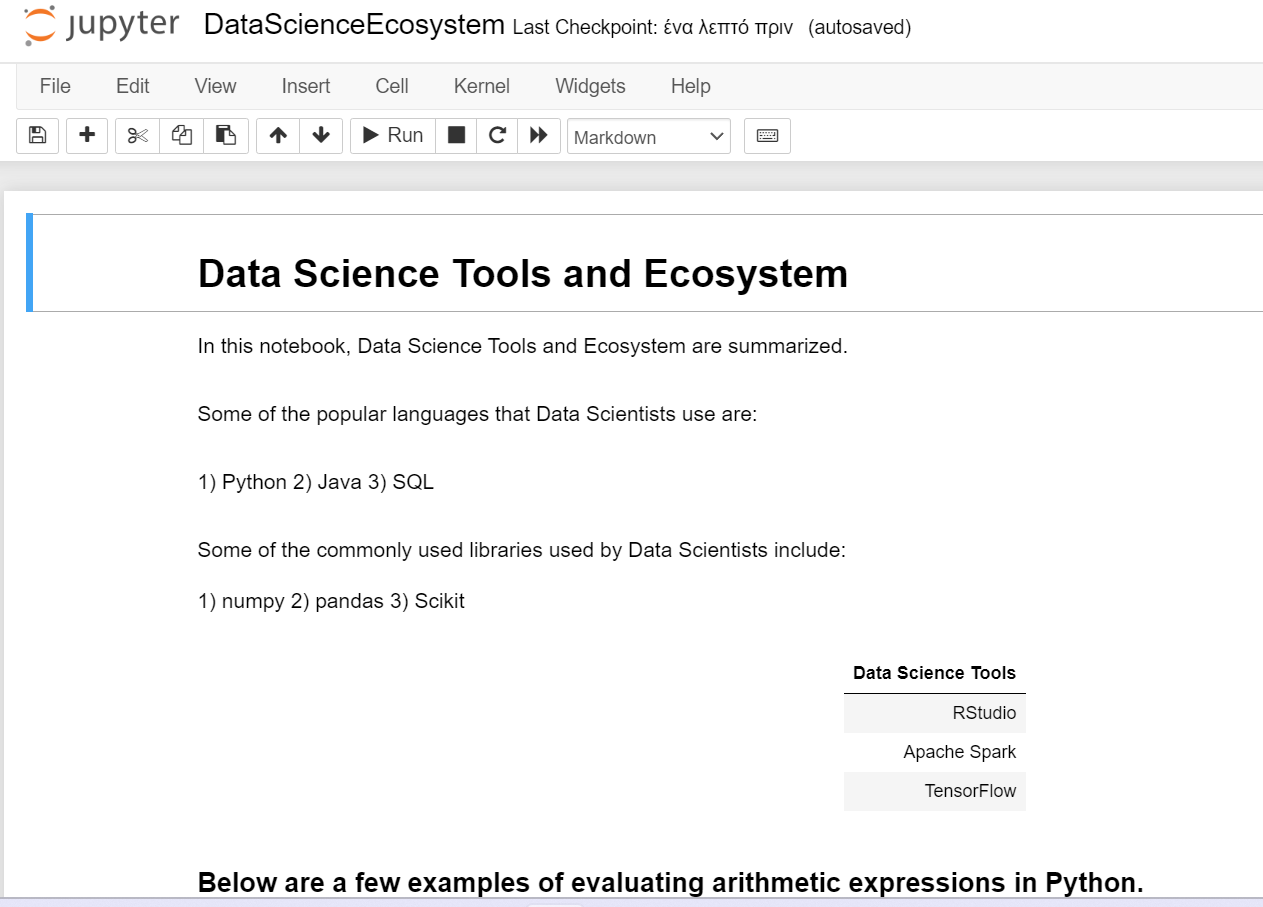 jupyter DataScienceEcosystem Last Checkpoint: ένα λεπτό πριν (autosaved)
File Edit View Insert Cell Kernel Widgets Help
Run Markdown
Data Science Tools and Ecosystem
In this notebook, Data Science Tools and Ecosystem are summarized.
Some of the popular languages that Data Scientists use are:
1) Python 2) Java 3) SQL
Some of the commonly used libraries used by Data Scientists include:
1) numpy 2) pandas 3) Scikit
Data Science Tools
RStudio
Apache Spark
TensorFlow
Below are a few examples of evaluating arithmetic expressions in Python.